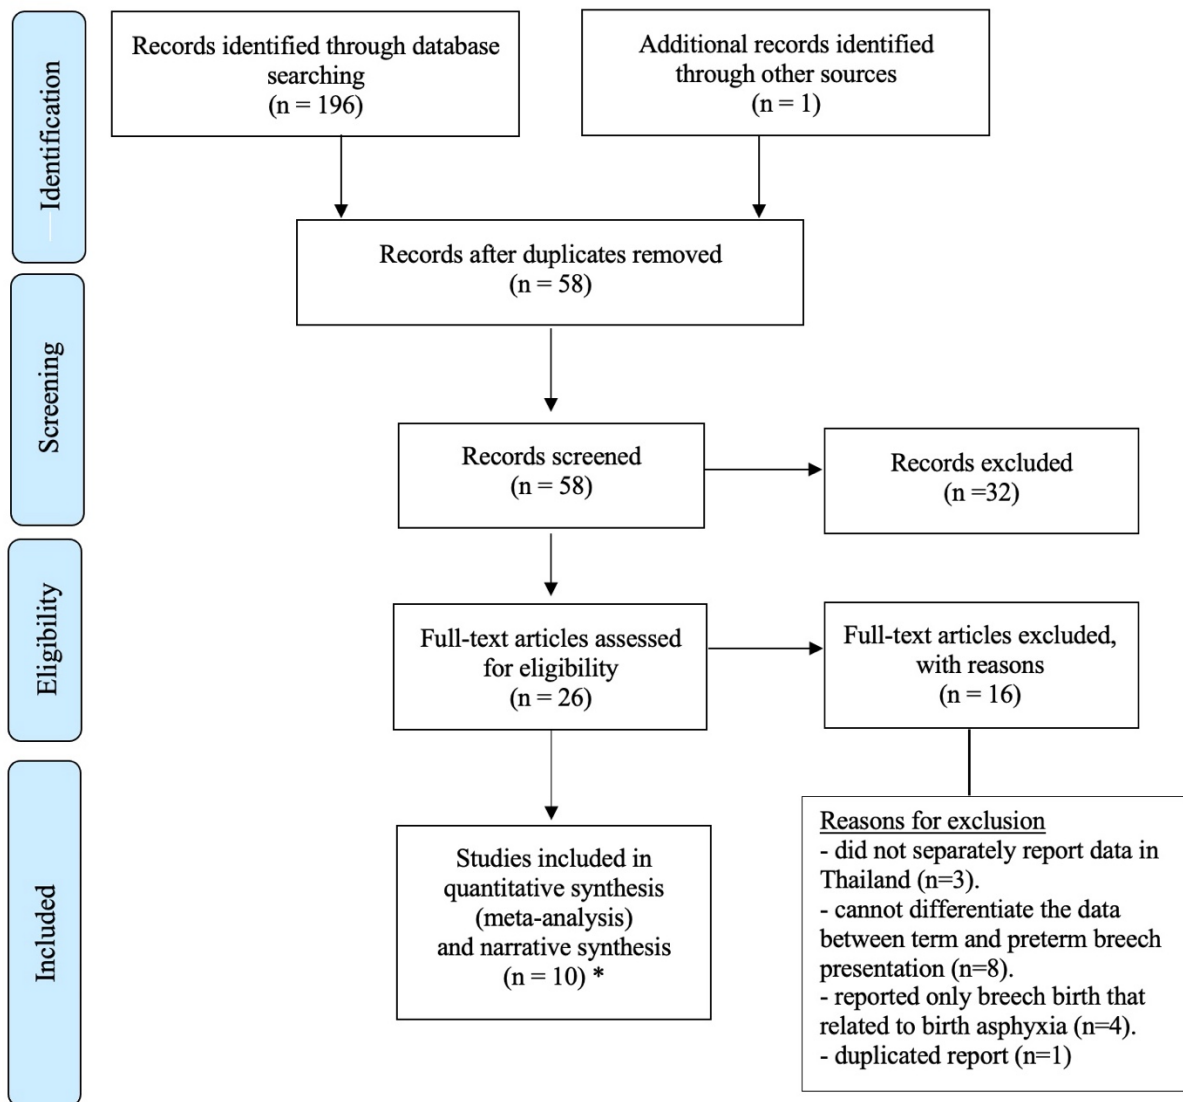 Identification
Records identified through database
searching
(n = 196)
Additional records identified
through other sources
(n = 1)
Records after duplicates removed
(n = 58)
Screening
Records screened
(n = 58)
Records excluded
(n =32)
Eligibility
Full-text articles assessed
for eligibility
(n = 26)
Full-text articles excluded,
with reasons
(n = 16)
Included
Studies included in
quantitative synthesis
(meta-analysis)
and narrative synthesis
(n = 10) *
Reasons for exclusion
- did not separately report data in
Thailand (n=3).
- cannot differentiate the data
between term and preterm breech
presentation (n=8).
- reported only breech birth that
related to birth asphyxia (n=4).
- duplicated report (n=1)